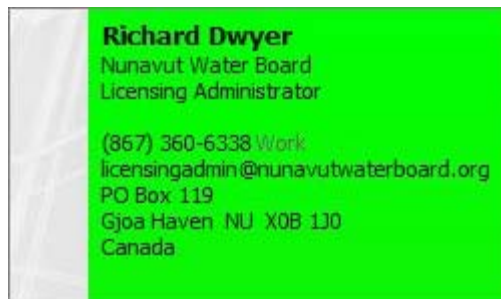 Richard Dwyer
Nunavut Water Board
Licensing Administrator
(867) 360-6338 Work
licensingadmin@nunavutwaterboard.org
PO Box 119
Gjoa Haven  NU  X0B 1J0
Canada